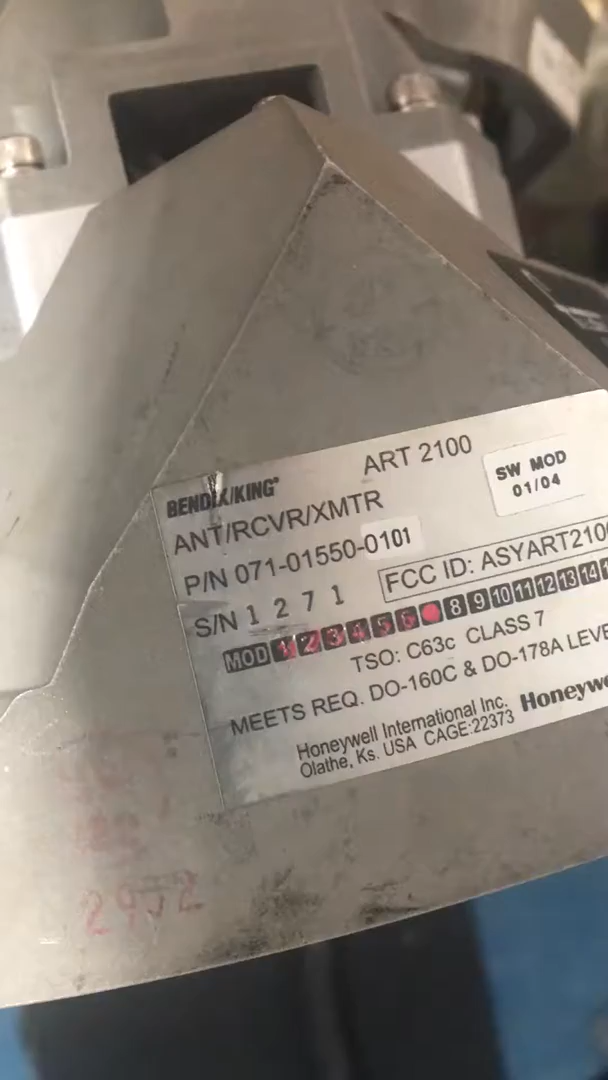 BENDIX/KING®
ART 2100
SW MOD
01/04
ANT/RCVR/XMTR
P/N 071-01550-0101
S/N 1 2 7 1
FCC ID: ASYART210
MOD 1 2 3 4 5 6 8 9 10 11 12 13 14
TSO: C63c CLASS 7
MEETS REQ. DO-160C & DO-178A LEVE
Honeywell International Inc.
Olathe, Ks. USA CAGE:22373
Honeywe